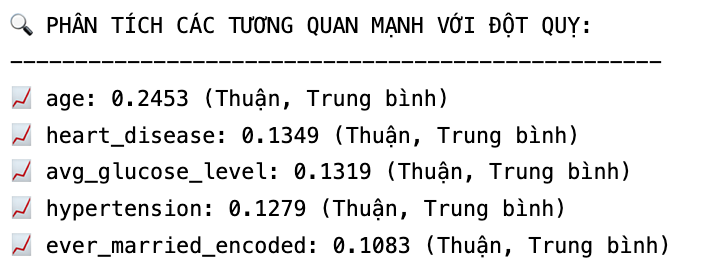 🔍 PHÂN TÍCH CÁC TƯƠNG QUAN MẠNH VỚI ĐỘT QUỴ:
--------------------------------------------------
📈 age: 0.2453 (Thuận, Trung bình)
📈 heart_disease: 0.1349 (Thuận, Trung bình)
📈 avg_glucose_level: 0.1319 (Thuận, Trung bình)
📈 hypertension: 0.1279 (Thuận, Trung bình)
📈 ever_married_encoded: 0.1083 (Thuận, Trung bình)